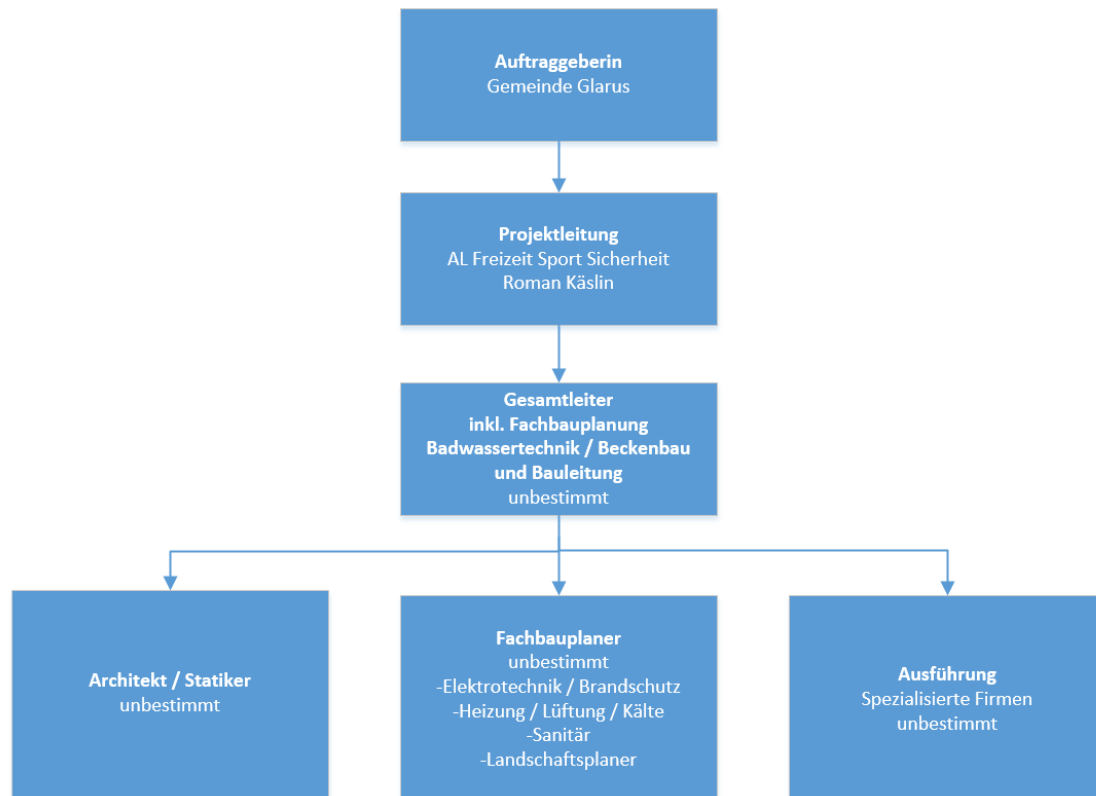 Auftraggeberin
Gemeinde Glarus
Projektleitung
AL Freizeit Sport Sicherheit
Roman Käslin
Gesamtleiter
inkl. Fachbauplanung
Badwassertechnik / Beckenbau
und Bauleitung
unbestimmt
Architekt / Statiker
unbestimmt
Fachbauplaner
unbestimmt
-Elektrotechnik / Brandschutz
-Heizung / Lüftung / Kälte
-Sanitär
-Landschaftsplaner
Ausführung
Spezialisierte Firmen
unbestimmt